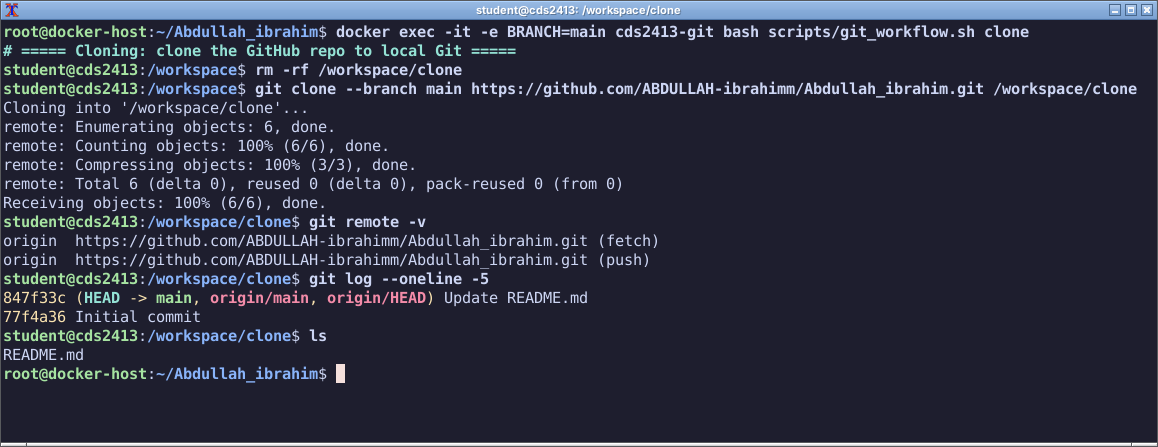 student@cds2413: /workspace/clone
root@docker-host:~/Abdullah_ibrahim$ docker exec -it -e BRANCH=main cds2413-git bash scripts/git_workflow.sh clone
# ===== Cloning: clone the GitHub repo to local Git =====
student@cds2413:/workspace$ rm -rf /workspace/clone
student@cds2413:/workspace$ git clone --branch main https://github.com/ABDULLAH-ibrahimm/Abdullah_ibrahim.git /workspace/clone
Cloning into '/workspace/clone'...
remote: Enumerating objects: 6, done.
remote: Counting objects: 100% (6/6), done.
remote: Compressing objects: 100% (3/3), done.
remote: Total 6 (delta 0), reused 0 (delta 0), pack-reused 0 (from 0)
Receiving objects: 100% (6/6), done.
student@cds2413:/workspace/clone$ git remote -v
origin  https://github.com/ABDULLAH-ibrahimm/Abdullah_ibrahim.git (fetch)
origin  https://github.com/ABDULLAH-ibrahimm/Abdullah_ibrahim.git (push)
student@cds2413:/workspace/clone$ git log --oneline -5
847f33c (HEAD -> main, origin/main, origin/HEAD) Update README.md
77f4a36 Initial commit
student@cds2413:/workspace/clone$ ls
README.md
root@docker-host:~/Abdullah_ibrahim$